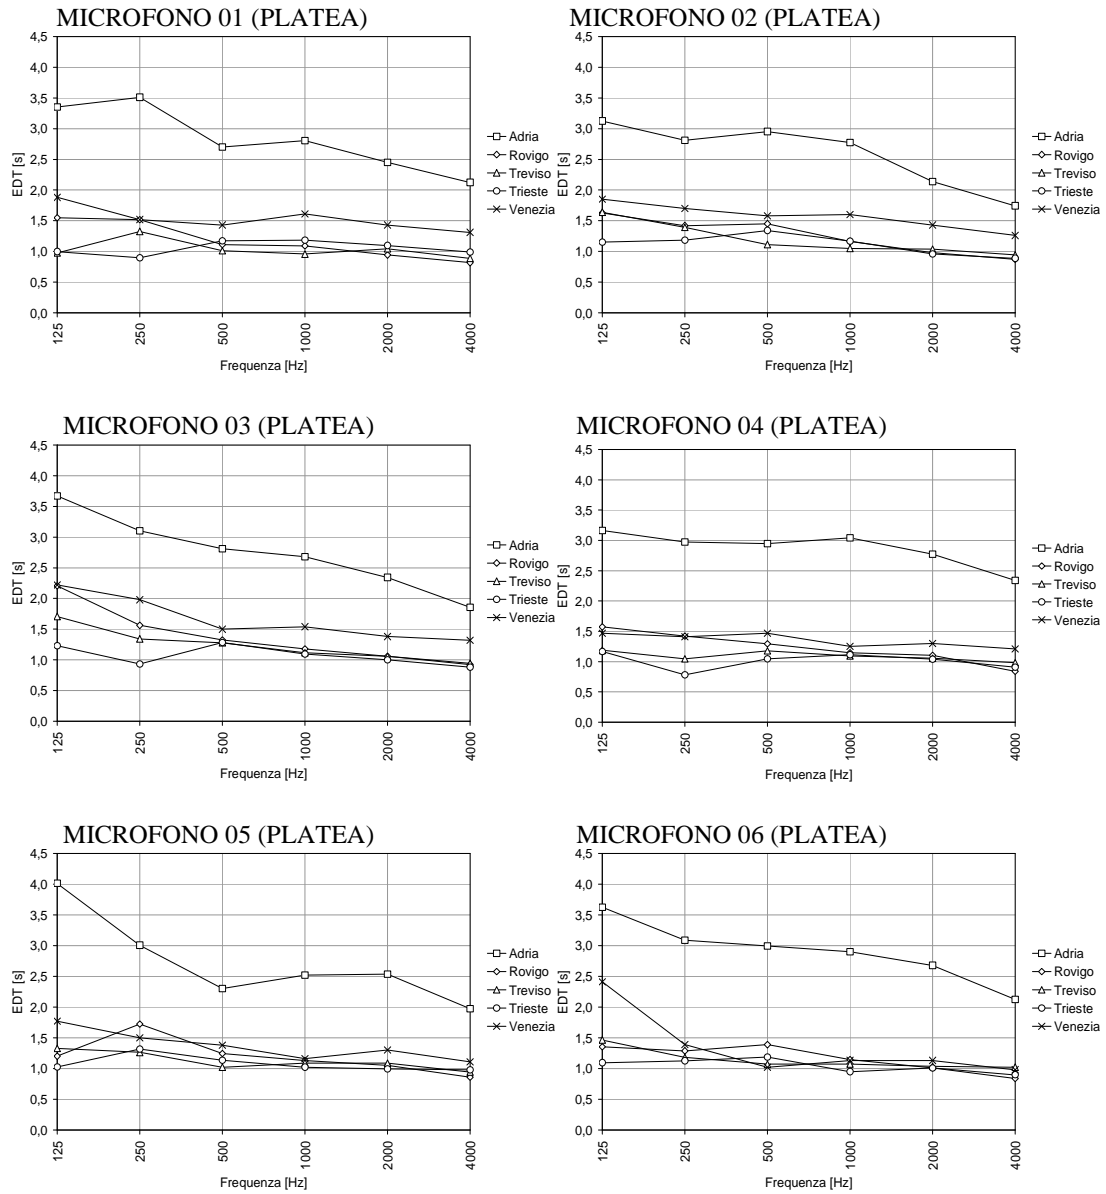 MICROFONO 01 (PLATEA)
4,5
4,0
3,5
3,0
2,5
2,0
1,5
1,0
0,5
0,0
EDT [s]
125
250
500
1000
2000
4000
Frequenza [Hz]
Adria
Rovigo
Treviso
Trieste
Venezia
MICROFONO 02 (PLATEA)
4,5
4,0
3,5
3,0
2,5
2,0
1,5
1,0
0,5
0,0
EDT [s]
125
250
500
1000
2000
4000
Frequenza [Hz]
Adria
Rovigo
Treviso
Trieste
Venezia
MICROFONO 03 (PLATEA)
4,5
4,0
3,5
3,0
2,5
2,0
1,5
1,0
0,5
0,0
EDT [s]
125
250
500
1000
2000
4000
Frequenza [Hz]
Adria
Rovigo
Treviso
Trieste
Venezia
MICROFONO 04 (PLATEA)
4,5
4,0
3,5
3,0
2,5
2,0
1,5
1,0
0,5
0,0
EDT [s]
125
250
500
1000
2000
4000
Frequenza [Hz]
Adria
Rovigo
Treviso
Trieste
Venezia
MICROFONO 05 (PLATEA)
4,5
4,0
3,5
3,0
2,5
2,0
1,5
1,0
0,5
0,0
EDT [s]
125
250
500
1000
2000
4000
Frequenza [Hz]
Adria
Rovigo
Treviso
Trieste
Venezia
MICROFONO 06 (PLATEA)
4,5
4,0
3,5
3,0
2,5
2,0
1,5
1,0
0,5
0,0
EDT [s]
125
250
500
1000
2000
4000
Frequenza [Hz]
Adria
Rovigo
Treviso
Trieste
Venezia